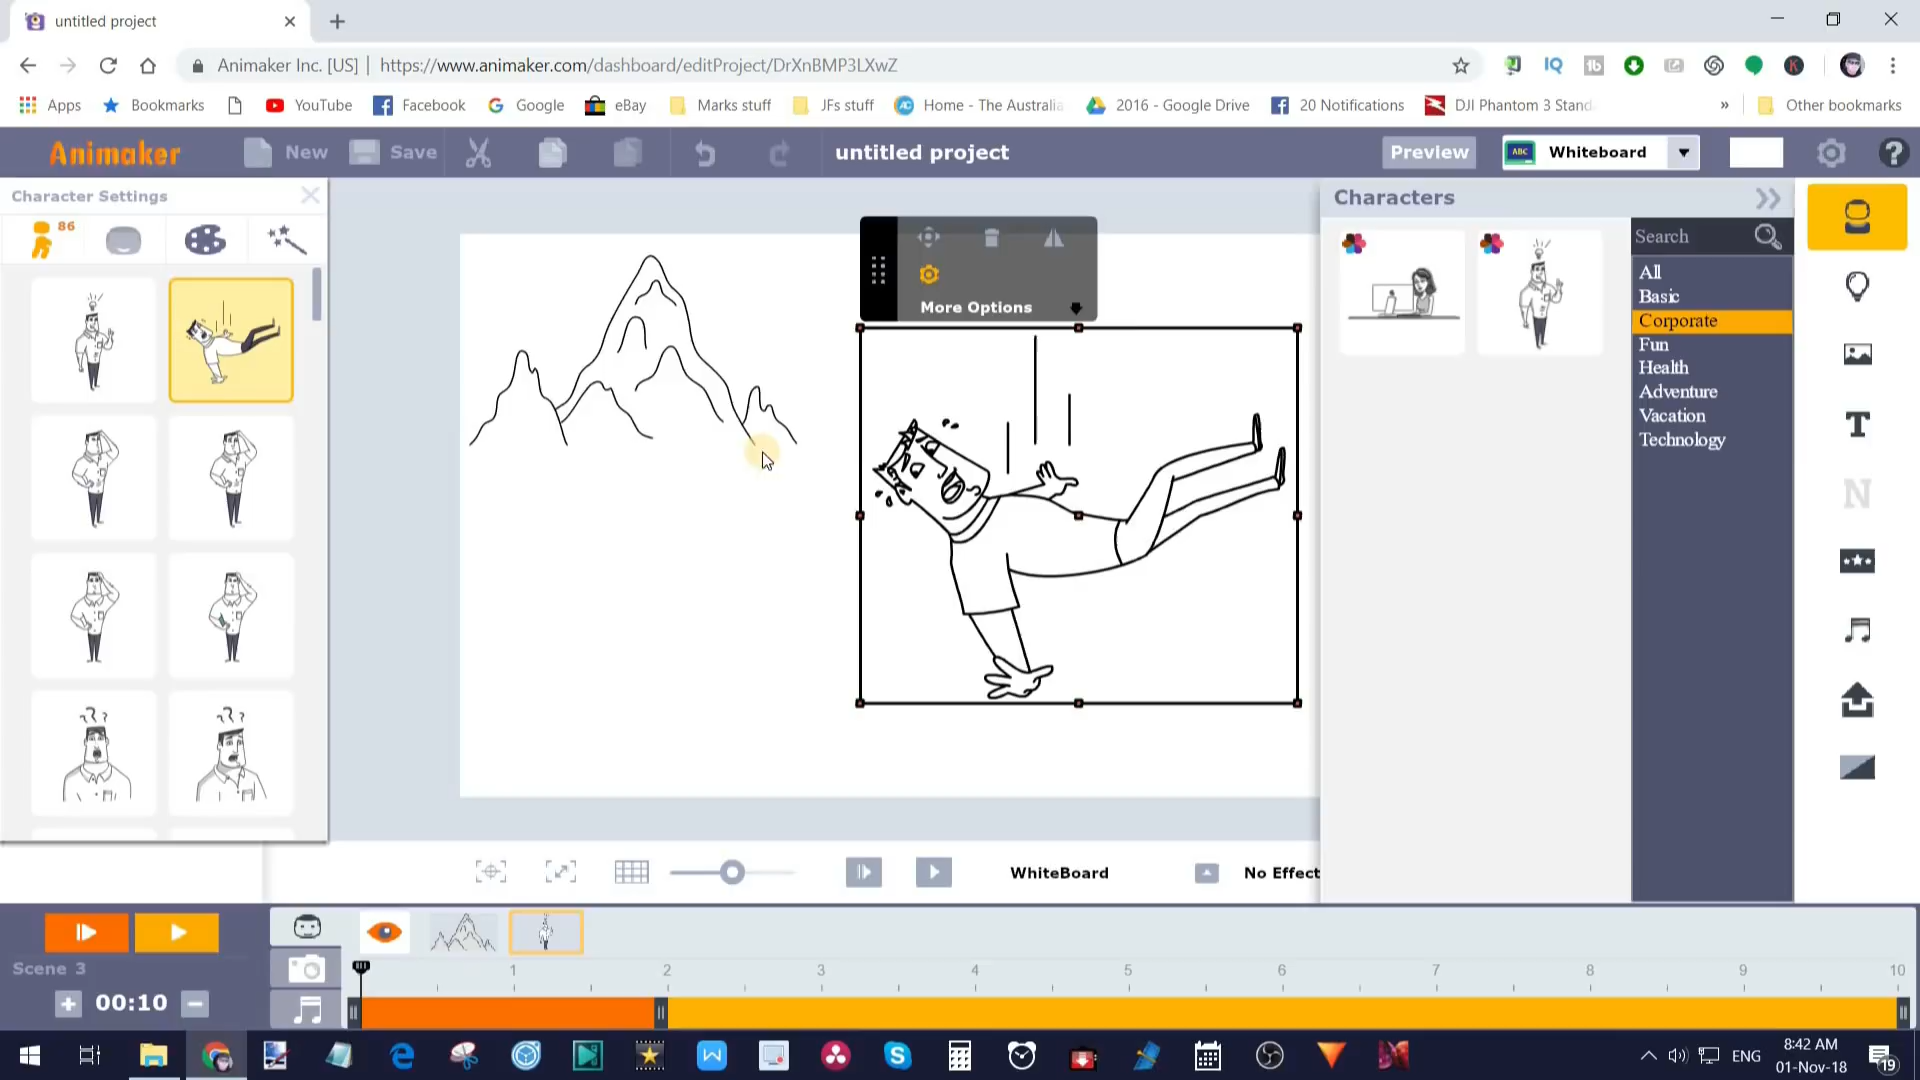 untitled project
Animaker Inc. [US] | https://www.animaker.com/dashboard/editProject/DrXnBMP3LXwZ
IQ
K
Apps
Bookmarks
YouTube
Facebook
Google
eBay
Marks stuff
JFs stuff
Home - The Australia
2016 - Google Drive
20 Notifications
DJI Phantom 3 Stand
»
Other bookmarks
Animaker
New
Save
untitled project
Preview
ABC
Whiteboard
?
Character Settings
86
More Options
Characters
Search
All
Basic
Corporate
Fun
Health
Adventure
Vacation
Technology
T
N
WhiteBoard
No Effect
Scene 3
00:10
1 2 3 4 5 6 7 8 9 10
ENG
8:42 AM
01-Nov-18
19